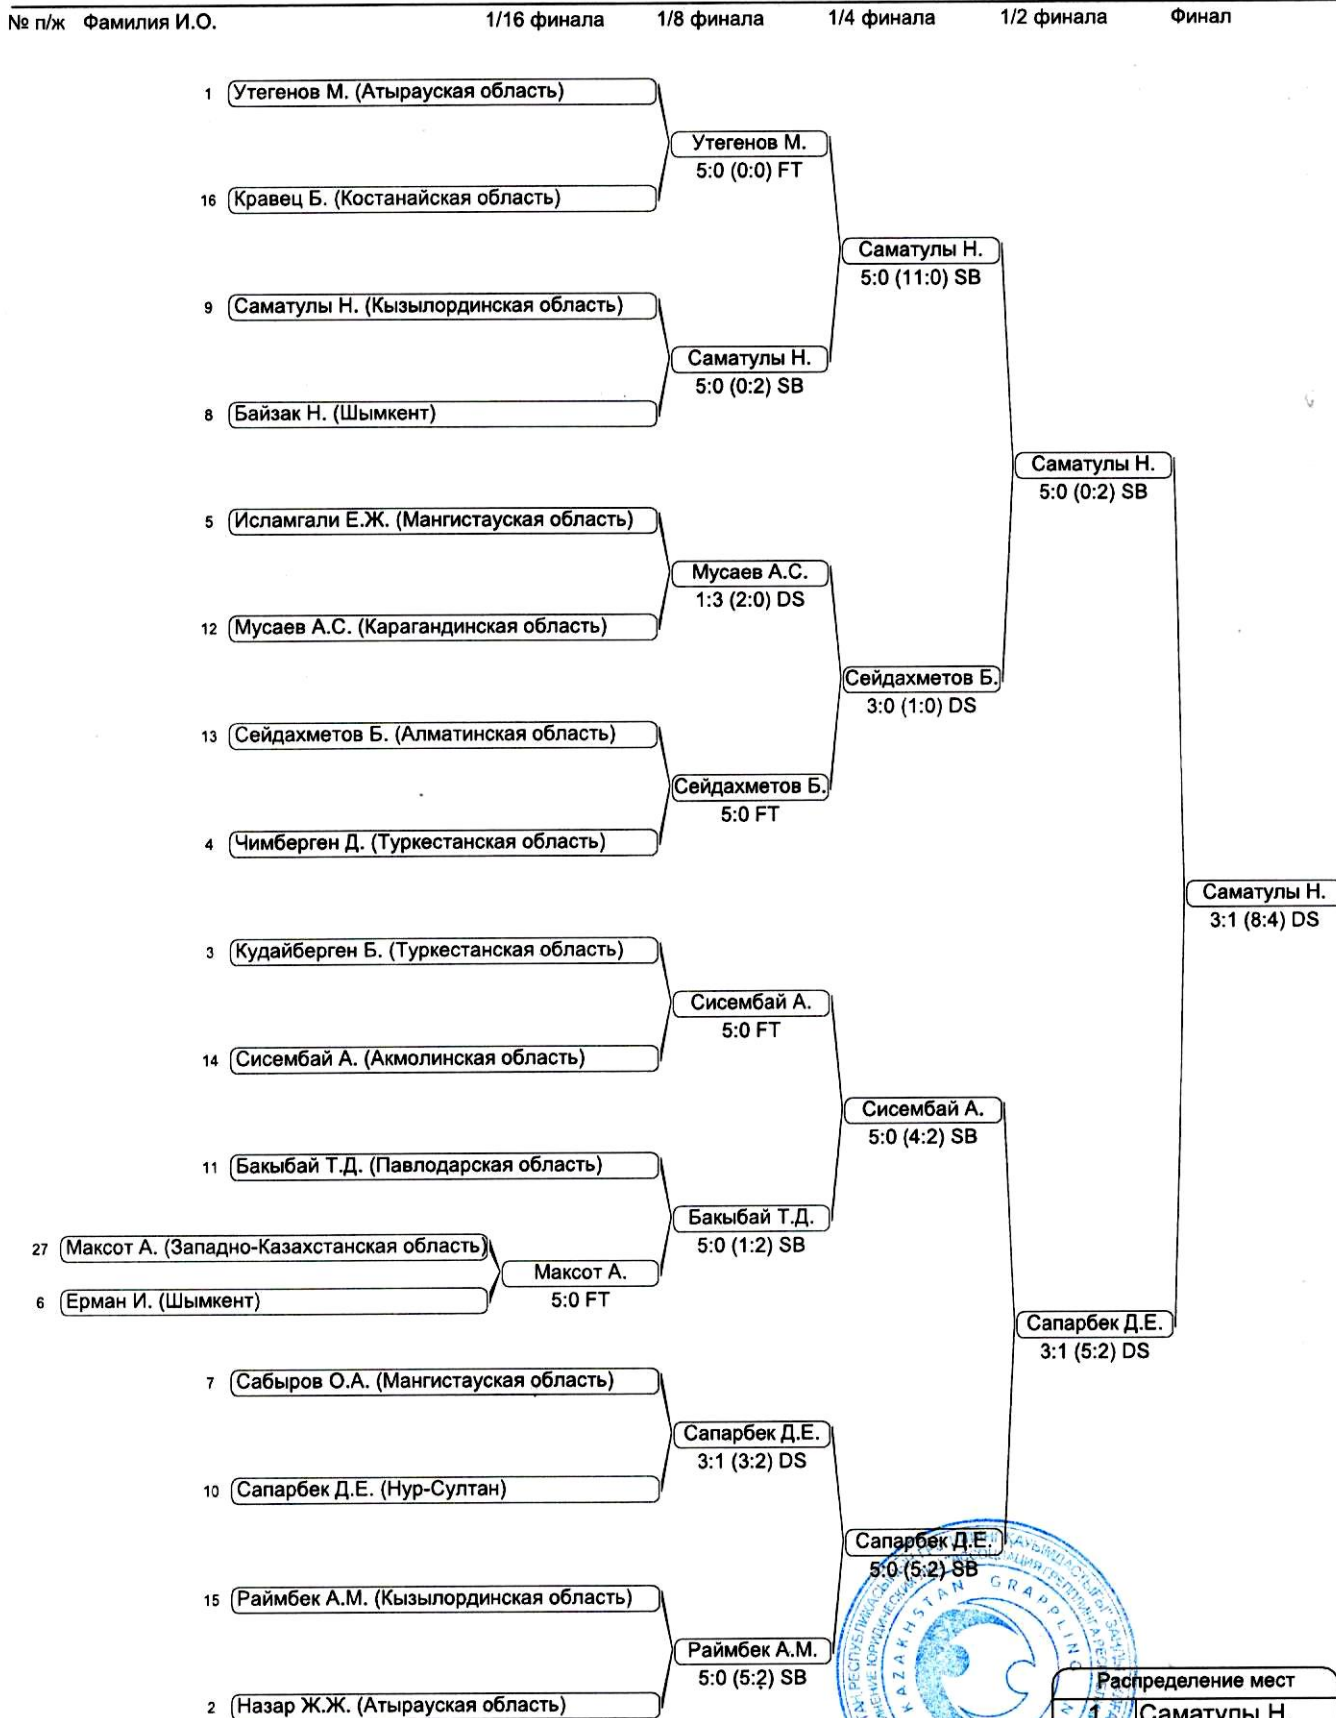 № п/ж Фамилия И.О. 1/16 финала 1/8 финала 1/4 финала 1/2 финала Финал
1 Утегенов М. (Атырауская область)
Утегенов М.
5:0 (0:0) FT
16 Кравец Б. (Костанайская область)
Саматулы Н.
5:0 (11:0) SB
9 Саматулы Н. (Кызылординская область)
Саматулы Н.
5:0 (0:2) SB
8 Байзак Н. (Шымкент)
Саматулы Н.
5:0 (0:2) SB
5 Исламгали Е.Ж. (Мангистауская область)
Мусаев А.С.
1:3 (2:0) DS
12 Мусаев А.С. (Карагандинская область)
Сейдахметов Б.
3:0 (1:0) DS
13 Сейдахметов Б. (Алматинская область)
Сейдахметов Б.
5:0 FT
4 Чимберген Д. (Туркестанская область)
Саматулы Н.
3:1 (8:4) DS
3 Кудайберген Б. (Туркестанская область)
Сисембай А.
5:0 FT
14 Сисембай А. (Акмолинская область)
Сисембай А.
5:0 (4:2) SB
11 Бакыбай Т.Д. (Павлодарская область)
Бакыбай Т.Д.
5:0 (1:2) SB
27 Максот А. (Западно-Казахстанская область)
Максот А.
5:0 FT
6 Ерман И. (Шымкент)
Сапарбек Д.Е.
3:1 (5:2) DS
7 Сабыров О.А. (Мангистауская область)
Сапарбек Д.Е.
3:1 (3:2) DS
10 Сапарбек Д.Е. (Нур-Султан)
Сапарбек Д.Е.
5:0 (5:2) SB
15 Раймбек А.М. (Кызылординская область)
Раймбек А.М.
5:0 (5:2) SB
2 Назар Ж.Ж. (Атырауская область)
KAZAKHSTAN GRAPPLING
Распределение мест
1 Саматулы Н.